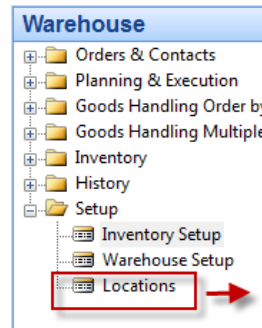 Warehouse
Orders & Contacts
Planning & Execution
Goods Handling Order by
Goods Handling Multiple
Inventory
History
Setup
Inventory Setup
Warehouse Setup
Locations